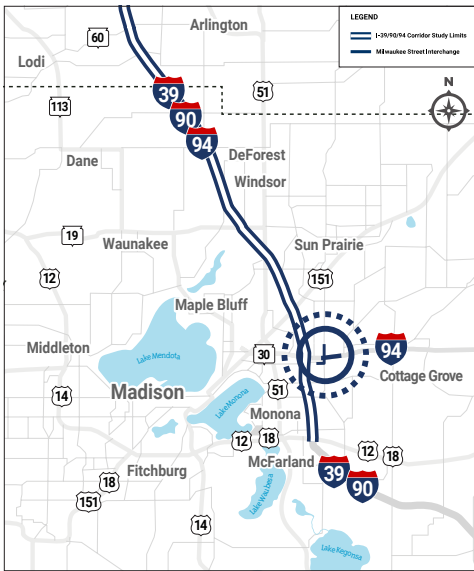 LEGEND
I-39/90/94 Corridor Study Limits
Milwaukee Street Interchange
N
Arlington
60
Lodi
39
51
113
90
94
Dane
DeForest
Windsor
19
Waunakee
Sun Prairie
12
151
Maple Bluff
Lake Mendota
Middleton
30
94
Cottage Grove
14
Madison
51
Lake Monona
Monona
12
18
12
18
McFarland
Fitchburg
39
90
18
151
Lake Waubesa
14
Lake Kegonsa